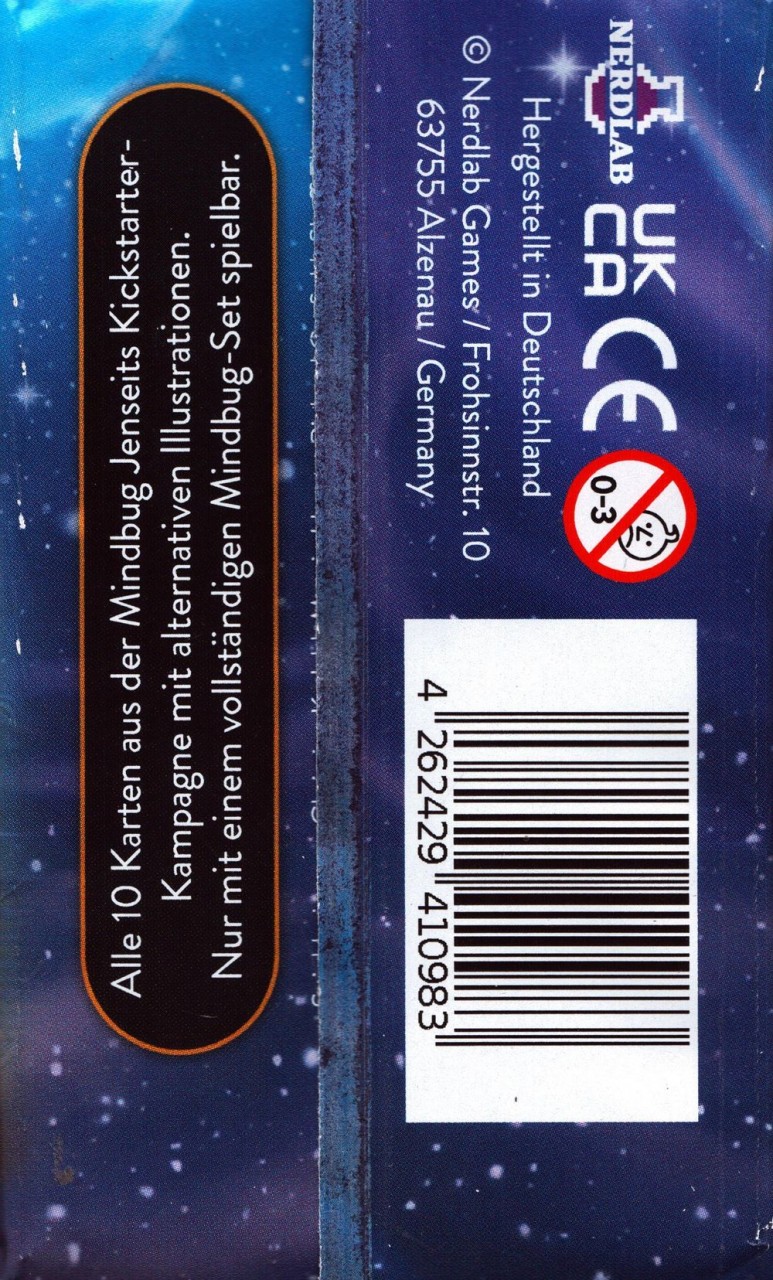 Alle 10 Karten aus der Mindbug Jenseits Kickstarter-
Kampagne mit alternativen Illustrationen.
Nur mit einem vollständigen Mindbug-Set spielbar.
NERDLAB
UK
CA
CE
0-3
Hergestellt in Deutschland
© Nerdlab Games / Frohsinnstr. 10
63755 Alzenau / Germany
4 262429 410983